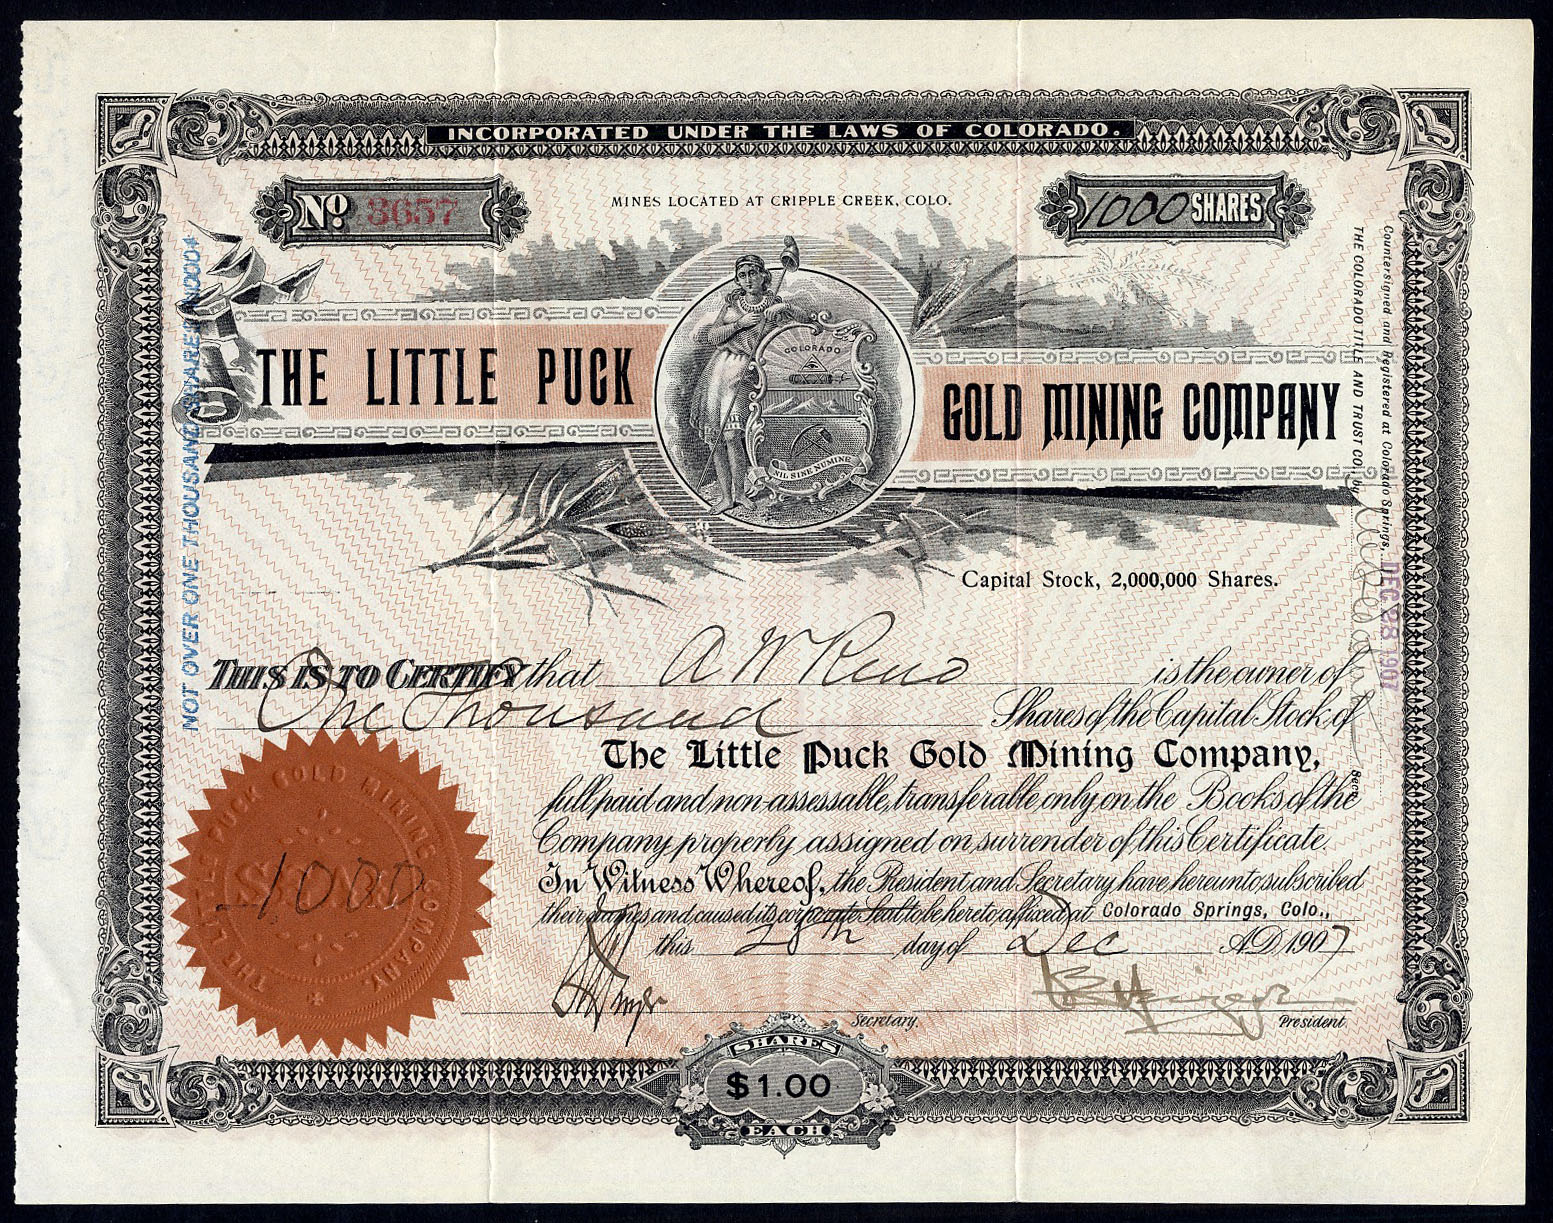 INCORPORATED UNDER THE LAWS OF COLORADO.
No. 3657
MINES LOCATED AT CRIPPLE CREEK, COLO.
1000 SHARES
THE LITTLE PUCK
GOLD MINING COMPANY
COLORADO
NIL SINE NUMINE
Capital Stock, 2,000,000 Shares.
THIS IS TO CERTIFY that A W Reno is the owner of
One Thousand Shares of the Capital Stock of
The Little Puck Gold Mining Company,
full paid and non-assessable, transferable only on the Books of the
Company properly assigned on surrender of this Certificate.
In Witness Whereof, the President and Secretary have hereunto subscribed
their names and caused its corporate Seal to be hereto affixed at Colorado Springs, Colo.,
this 28th day of Dec A.D. 1907
Secretary.
President.
SHARES
$1.00
EACH
THE LITTLE PUCK GOLD MINING COMPANY.
1000
NOT OVER ONE THOUSAND SHARES
Countersigned and Registered at Colorado Springs, DEC 28 1907
THE COLORADO TITLE AND TRUST CO.
Secy.